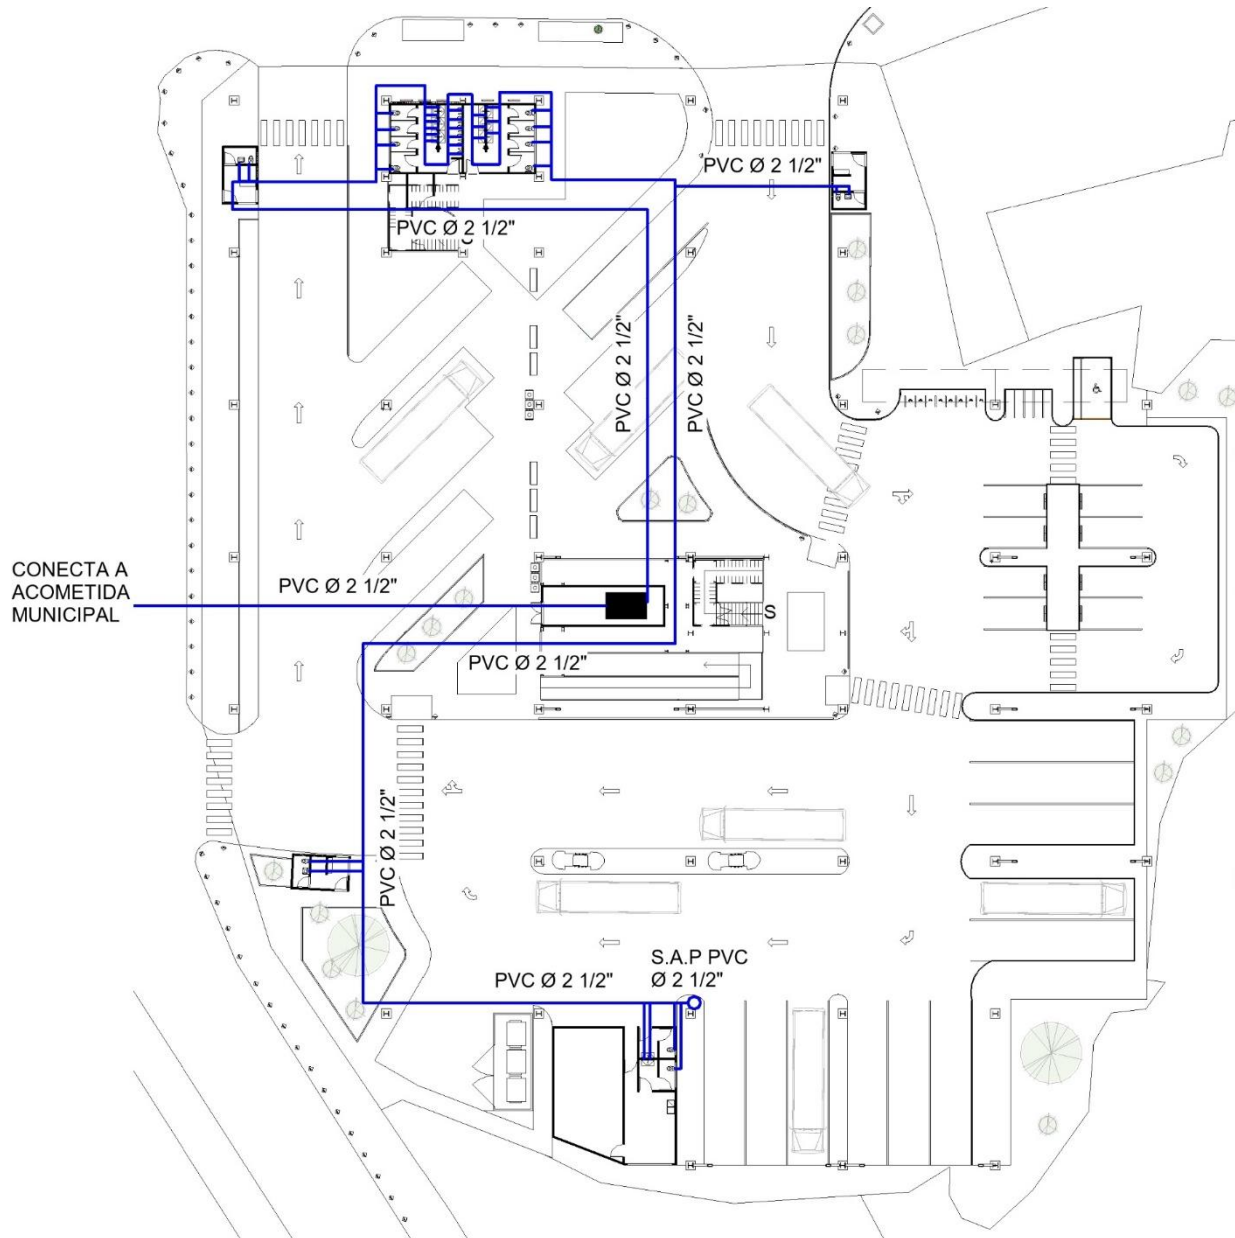 PVC Ø 2 1/2"
PVC Ø 2 1/2"
PVC Ø 2 1/2"
PVC Ø 2 1/2"
CONECTA A
ACOMETIDA
MUNICIPAL
PVC Ø 2 1/2"
S
PVC Ø 2 1/2"
PVC Ø 2 1/2"
S.A.P PVC
Ø 2 1/2"
PVC Ø 2 1/2"